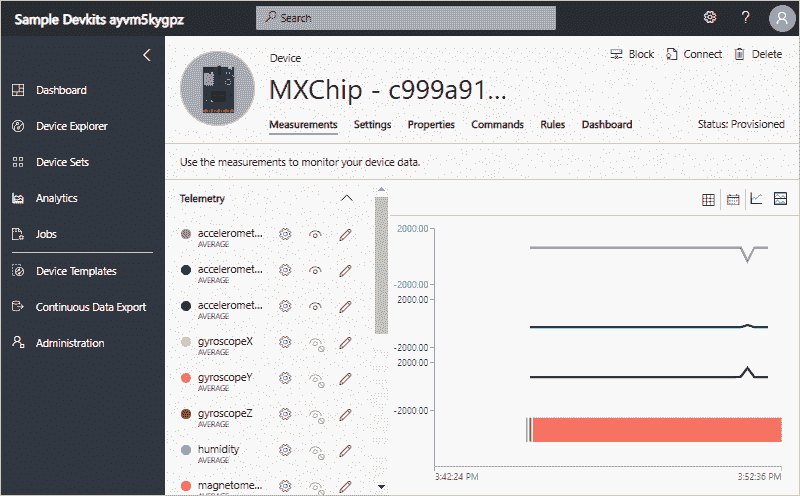 Sample Devkits ayvm5kygpz
Search
?
Dashboard
Device Explorer
Device Sets
Analytics
Jobs
Device Templates
Continuous Data Export
Administration
Device
Block
Connect
Delete
MXChip - c999a91...
Measurements
Settings
Properties
Commands
Rules
Dashboard
Status: Provisioned
Use the measurements to monitor your device data.
Telemetry
acceleromet...
AVERAGE
acceleromet...
AVERAGE
acceleromet...
AVERAGE
gyroscopeX
AVERAGE
gyroscopeY
AVERAGE
gyroscopeZ
AVERAGE
humidity
AVERAGE
magnetome...
AVERAGE
2000.00
-2000.00
2000.00
-2000.00
2000.00
-2000.00
3:42:24 PM
3:52:36 PM